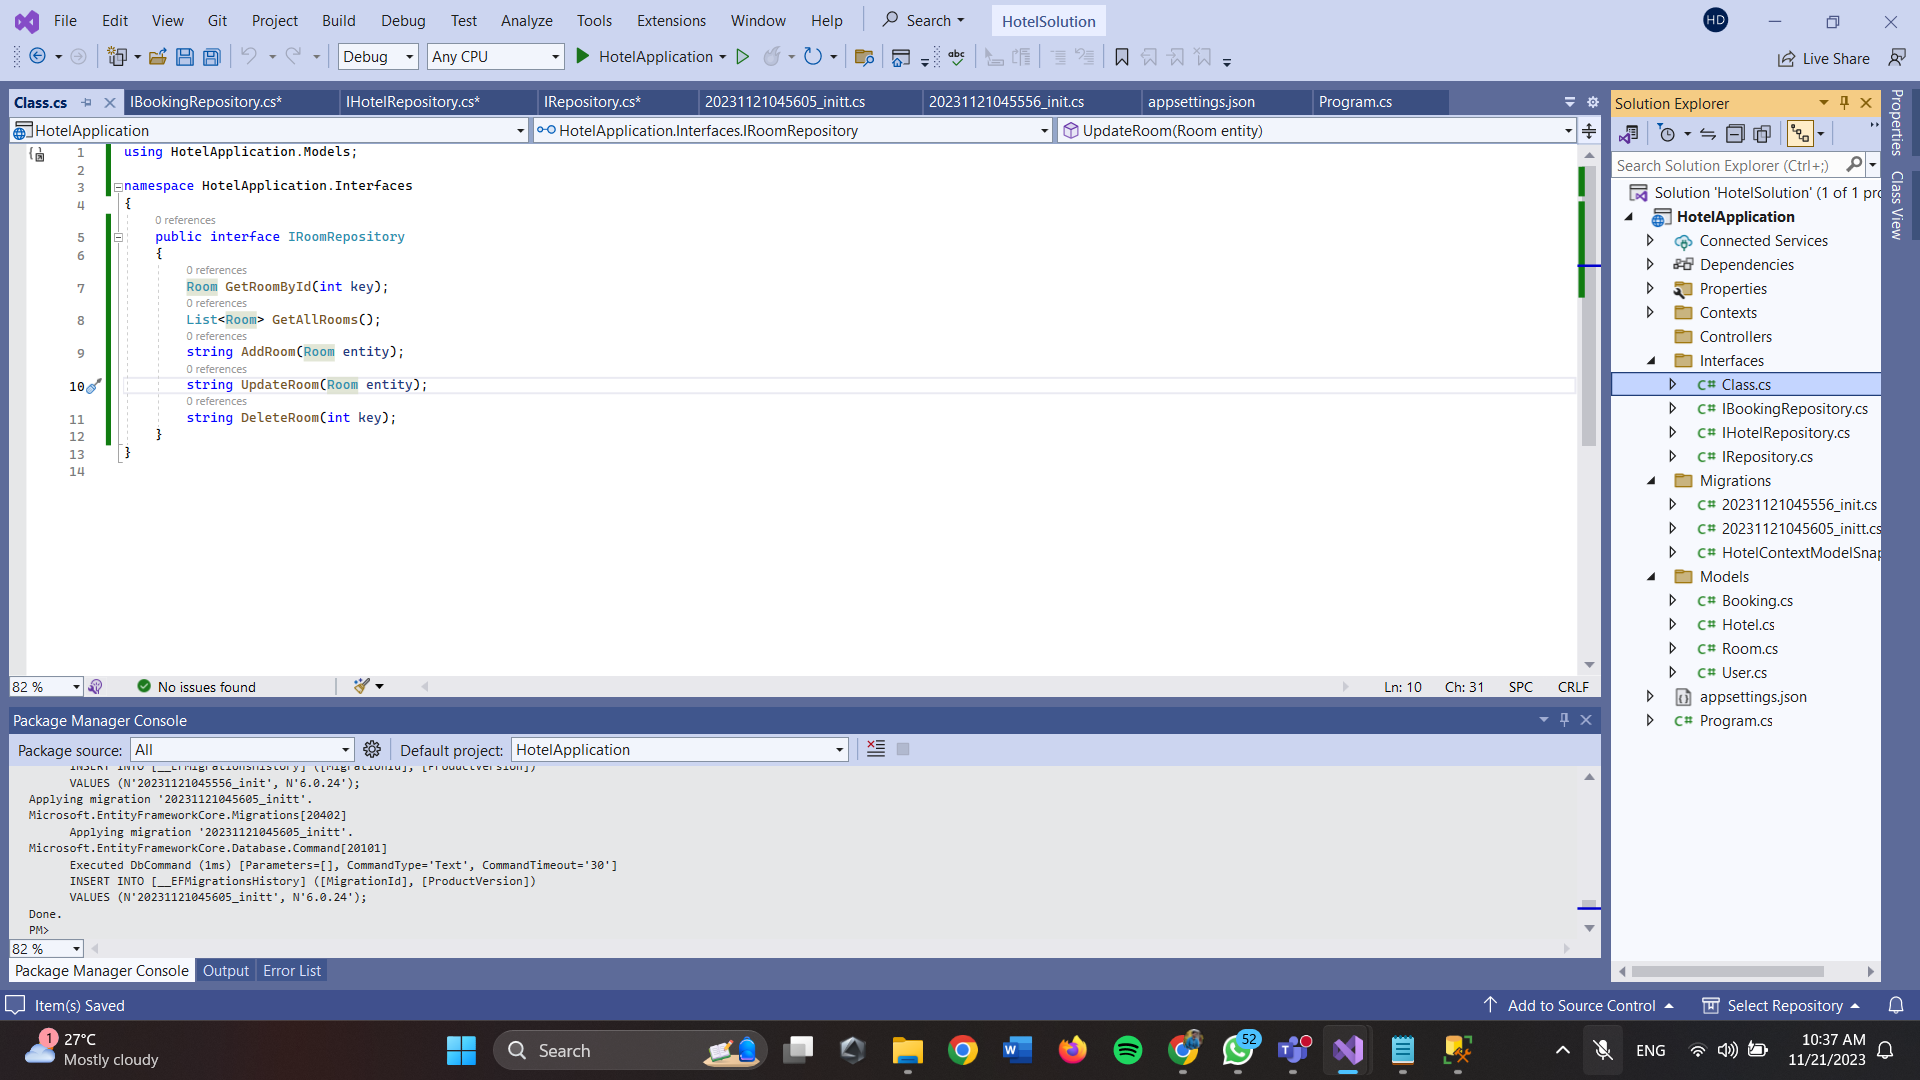 File Edit View Git Project Build Debug Test Analyze Tools Extensions Window Help Search HotelSolution HD
Debug Any CPU HotelApplication Live Share
Class.cs IBookingRepository.cs* IHotelRepository.cs* IRepository.cs* 20231121045605_initt.cs 20231121045556_init.cs appsettings.json Program.cs
HotelApplication HotelApplication.Interfaces.IRoomRepository UpdateRoom(Room entity)
1 using HotelApplication.Models;
2
3 namespace HotelApplication.Interfaces
4 {
0 references
5 public interface IRoomRepository
6 {
0 references
7 Room GetRoomById(int key);
0 references
8 List<Room> GetAllRooms();
0 references
9 string AddRoom(Room entity);
0 references
10 string UpdateRoom(Room entity);
0 references
11 string DeleteRoom(int key);
12 }
13 }
14
82 % No issues found Ln: 10 Ch: 31 SPC CRLF
Package Manager Console
Package source: All Default project: HotelApplication
INSERT INTO [__EFMigrationsHistory] ([MigrationId], [ProductVersion])
VALUES (N'20231121045556_init', N'6.0.24');
Applying migration '20231121045605_initt'.
Microsoft.EntityFrameworkCore.Migrations[20402]
Applying migration '20231121045605_initt'.
Microsoft.EntityFrameworkCore.Database.Command[20101]
Executed DbCommand (1ms) [Parameters=[], CommandType='Text', CommandTimeout='30']
INSERT INTO [__EFMigrationsHistory] ([MigrationId], [ProductVersion])
VALUES (N'20231121045605_initt', N'6.0.24');
Done.
PM>
82 %
Package Manager Console Output Error List
Solution Explorer
Search Solution Explorer (Ctrl+;)
Solution 'HotelSolution' (1 of 1 pro
HotelApplication
Connected Services
Dependencies
Properties
Contexts
Controllers
Interfaces
C# Class.cs
C# IBookingRepository.cs
C# IHotelRepository.cs
C# IRepository.cs
Migrations
C# 20231121045556_init.cs
C# 20231121045605_initt.cs
C# HotelContextModelSnap
Models
C# Booking.cs
C# Hotel.cs
C# Room.cs
C# User.cs
appsettings.json
C# Program.cs
Properties
Class View
Item(s) Saved Add to Source Control Select Repository
1 27°C
Mostly cloudy
Search
52
ENG
10:37 AM
11/21/2023